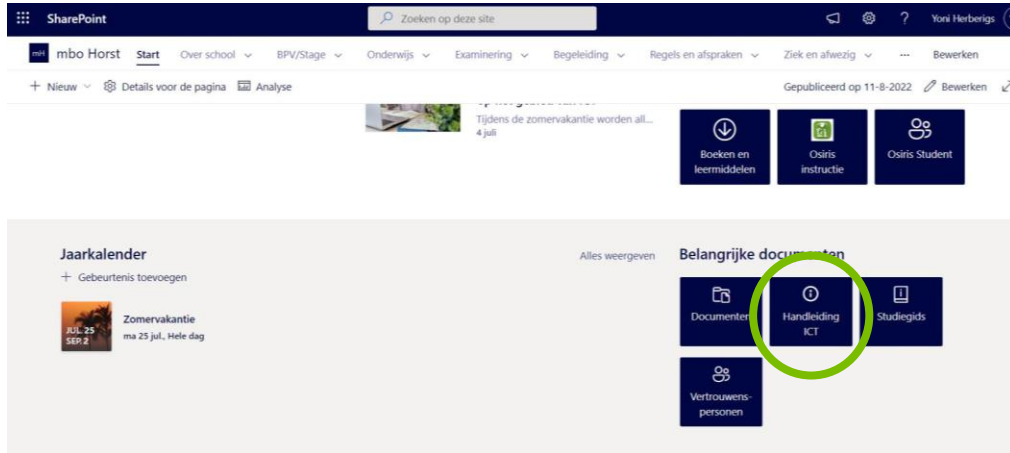 SharePoint
Zoeken op deze site
Yoni Herberigs
mH mbo Horst Start Over school BPV/Stage Onderwijs Examinering Begeleiding Regels en afspraken Ziek en afwezig ... Bewerken
+ Nieuw Details voor de pagina Analyse
Gepubliceerd op 11-8-2022 Bewerken
Tijdens de zomervakantie worden all...
4 juli
Boeken en
leermiddelen
Osiris
instructie
Osiris Student
Jaarkalender
Alles weergeven
+ Gebeurtenis toevoegen
JUL. 25
SEP. 2
Zomervakantie
ma 25 jul., Hele dag
Belangrijke documenten
Documenten
Handleiding
ICT
Studiegids
Vertrouwens-
personen